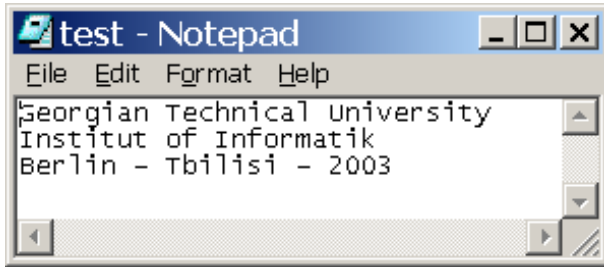 test - Notepad
File Edit Format Help
Georgian Technical University
Institut of Informatik
Berlin - Tbilisi - 2003